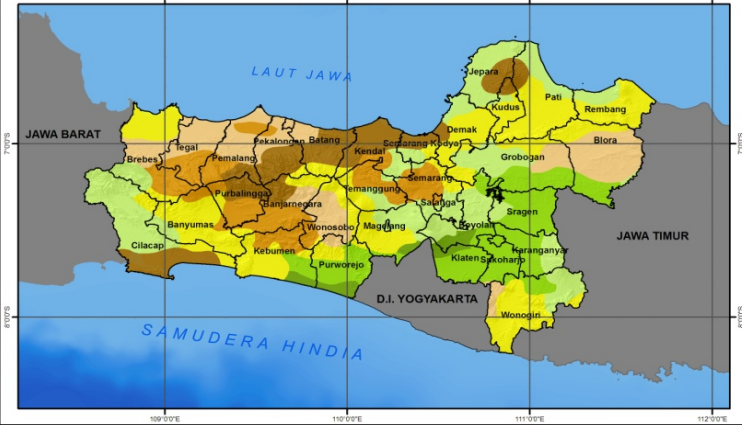 LAUT JAWA
Jepara
Pati
Kudus
Rembang
Demak
JAWA BARAT
Pekalongan
Batang
Semarang Kodya
Blora
7°0'0"S
Tegal
Kendal
Brebes
Pemalang
Grobogan
Temanggung
Semarang
Purbalingga
Salatiga
Banjarnegara
Sragen
Banyumas
Wonosobo
Magelang
Boyolali
JAWA TIMUR
Cilacap
Kebumen
Purworejo
Klaten
Sukoharjo
Karanganyar
D.I. YOGYAKARTA
Wonogiri
8°0'0"S
SAMUDERA HINDIA
109°0'0"E
110°0'0"E
111°0'0"E
112°0'0"E